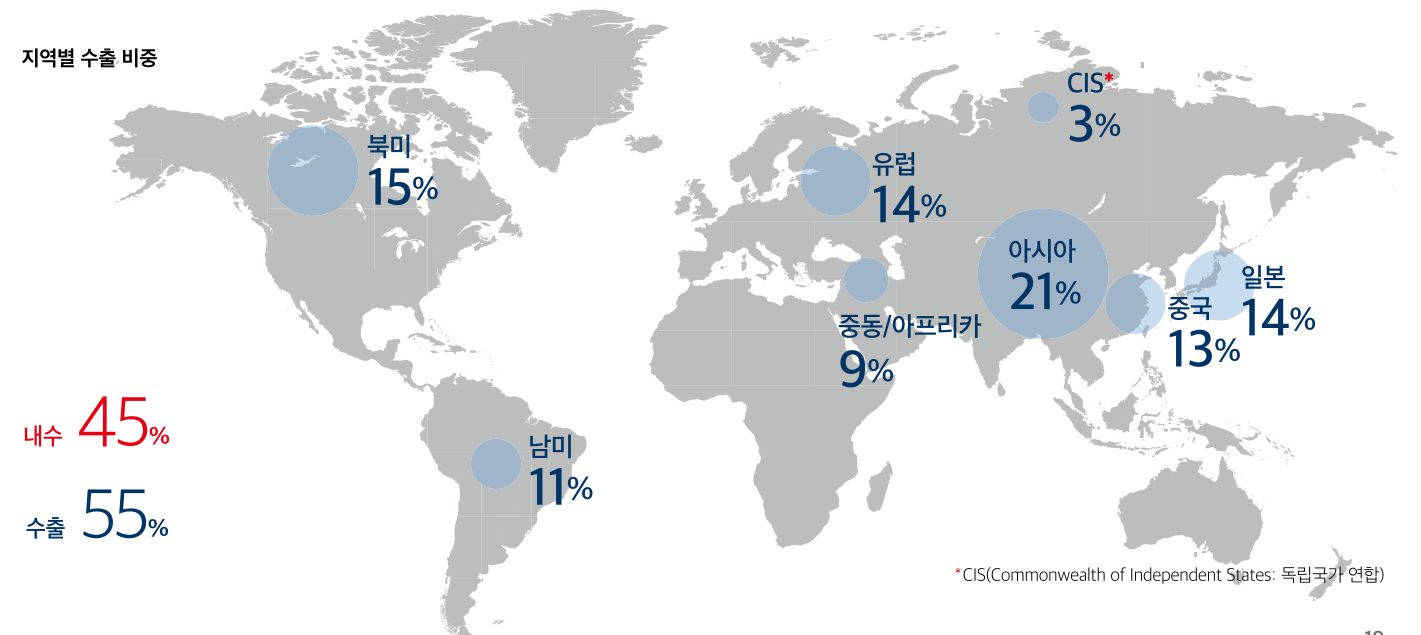 지역별 수출 비중
CIS*
3%
북미
15%
유럽
14%
아시아
21%
일본
14%
중국
13%
중동/아프리카
9%
내수 45%
남미
11%
수출 55%
*CIS(Commonwealth of Independent States: 독립국가 연합)